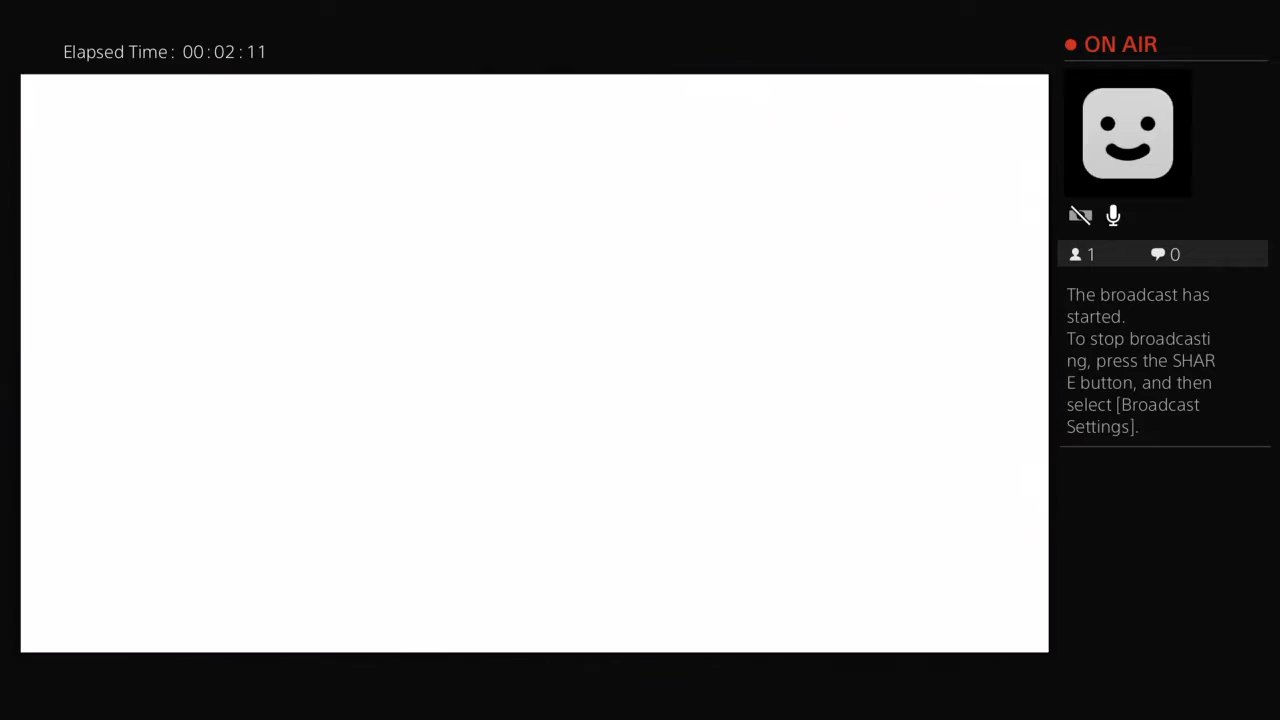 Elapsed Time: 00:02:11
ON AIR
1 0
The broadcast has
started.
To stop broadcasti
ng, press the SHAR
E button, and then
select [Broadcast
Settings].